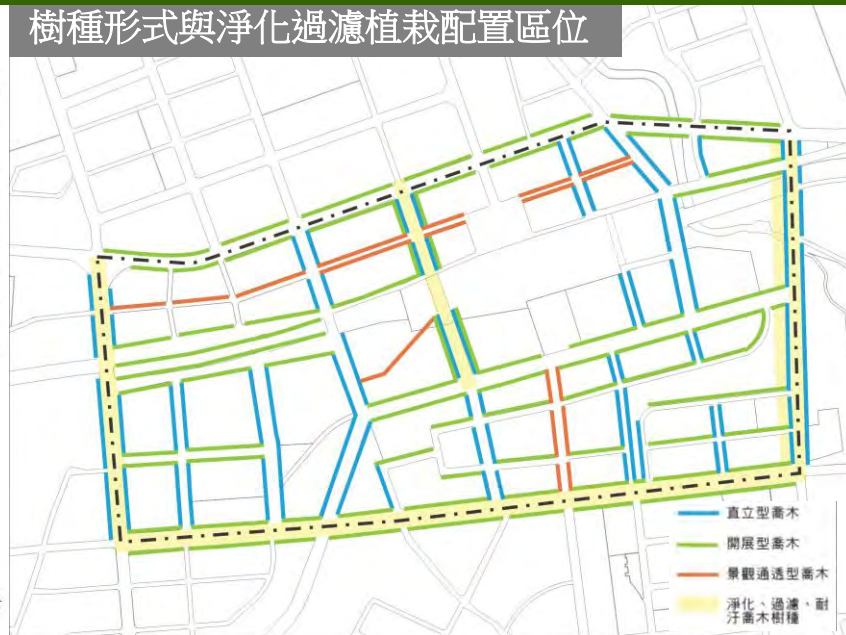 樹種形式與淨化過濾植栽配置區位
直立型喬木
開展型喬木
景觀通透型喬木
淨化、過濾、耐
汙喬木樹種